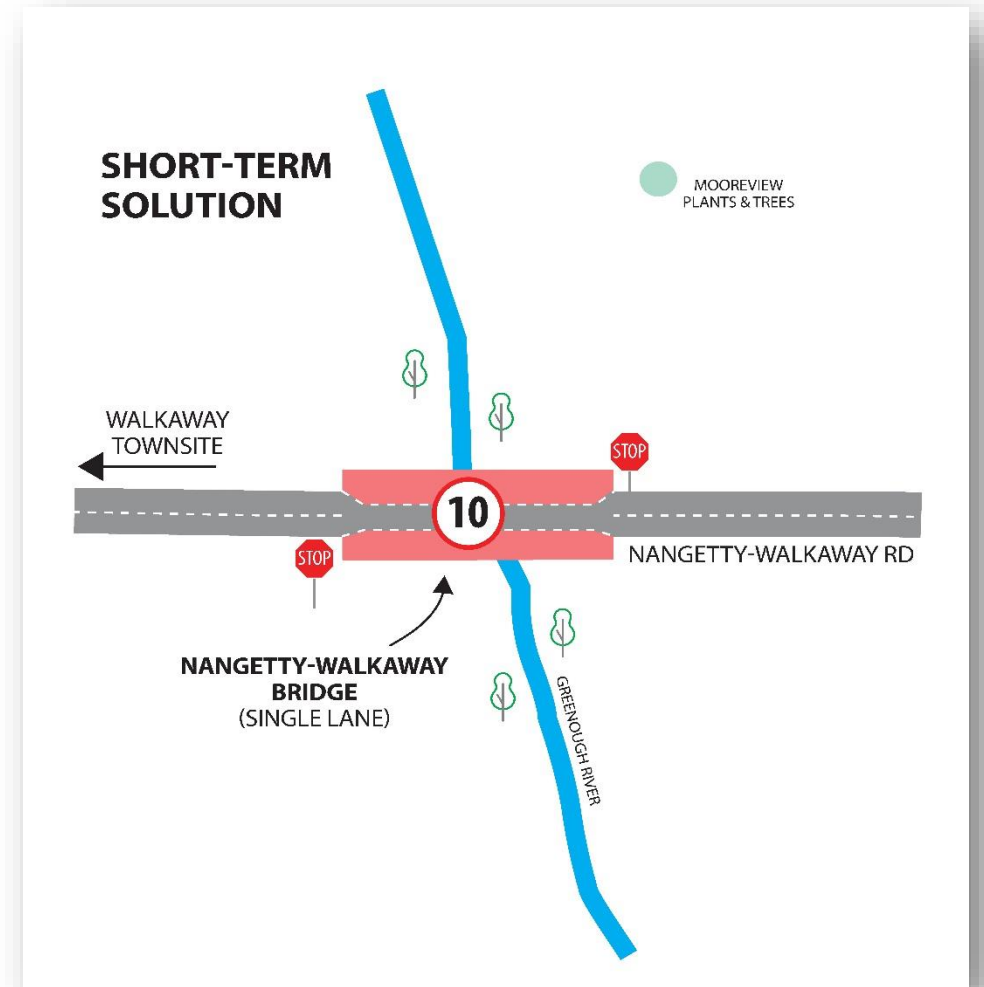 SHORT-TERM
SOLUTION
MOOREVIEW
PLANTS & TREES
WALKAWAY
TOWNSITE
STOP
10
STOP
NANGETTY-WALKAWAY RD
NANGETTY-WALKAWAY
BRIDGE
(SINGLE LANE)
GREENOUGH RIVER